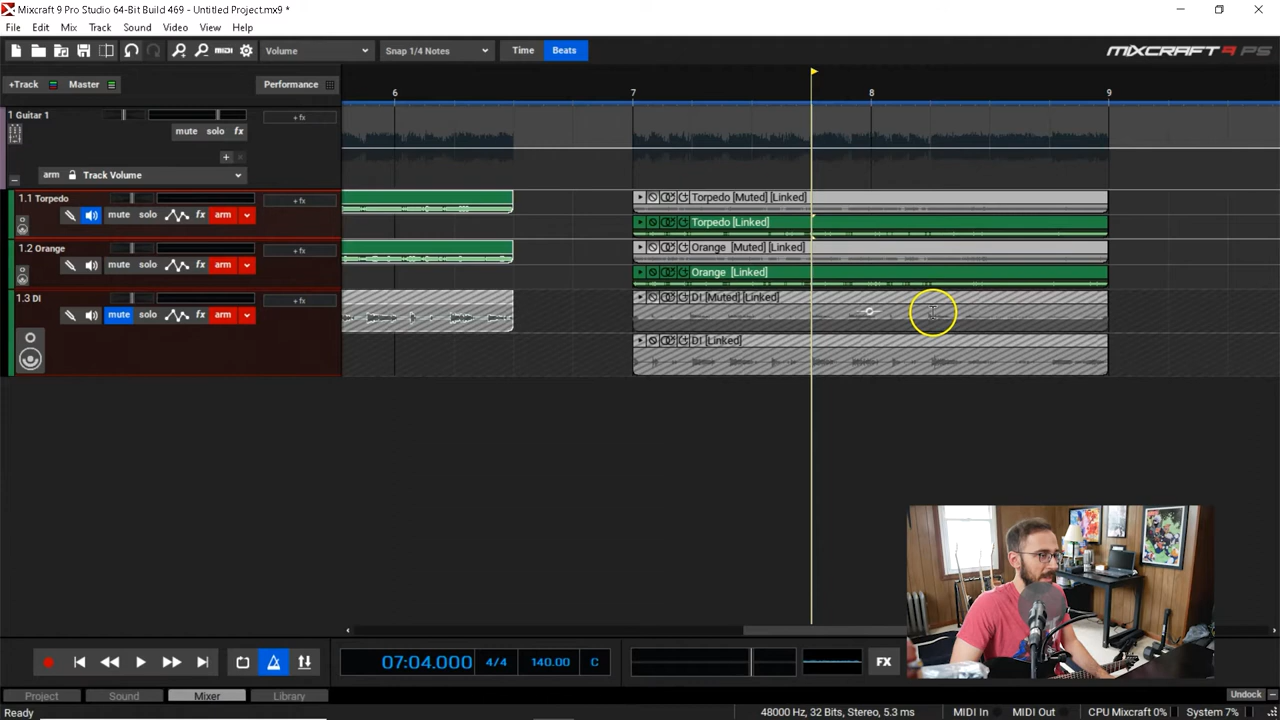 Mixcraft 9 Pro Studio 64-Bit Build 469 - Untitled Project.mx9 *
File Edit Mix Track Sound Video View Help
MIDI Volume Snap 1/4 Notes Time Beats MIXCRAFT 9 PS
+Track Master Performance
6 7 8 9
1 Guitar 1
+ fx
mute solo fx
arm Track Volume
1.1 Torpedo
+ fx
mute solo fx arm
Torpedo [Muted] [Linked]
Torpedo [Linked]
1.2 Orange
+ fx
mute solo fx arm
Orange [Muted] [Linked]
Orange [Linked]
1.3 DI
+ fx
mute solo fx arm
DI [Muted] [Linked]
DI [Linked]
07:04.000 4/4 140.00 C FX
Project Sound Mixer Library Undock
Ready 48000 Hz, 32 Bits, Stereo, 5.3 ms MIDI In MIDI Out CPU Mixcraft 0% System 7%